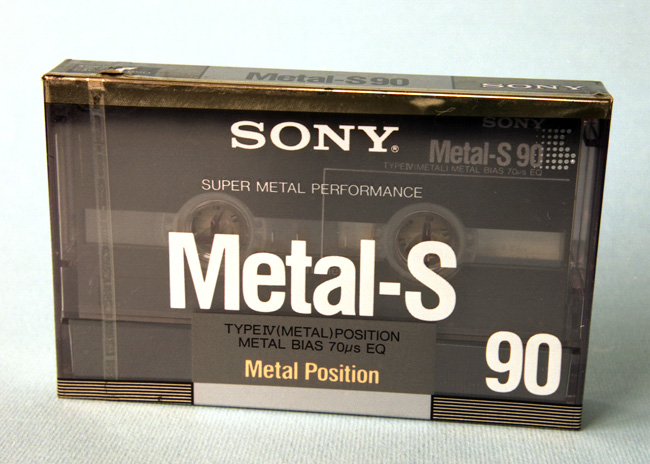 Metal-S 90
SONY
SONY®
SONY
Metal-S 90
TYPE IV (METAL) METAL BIAS 70µs EQ
SUPER METAL PERFORMANCE
Metal-S
TYPE IV (METAL) POSITION
METAL BIAS 70µs EQ
Metal Position
90